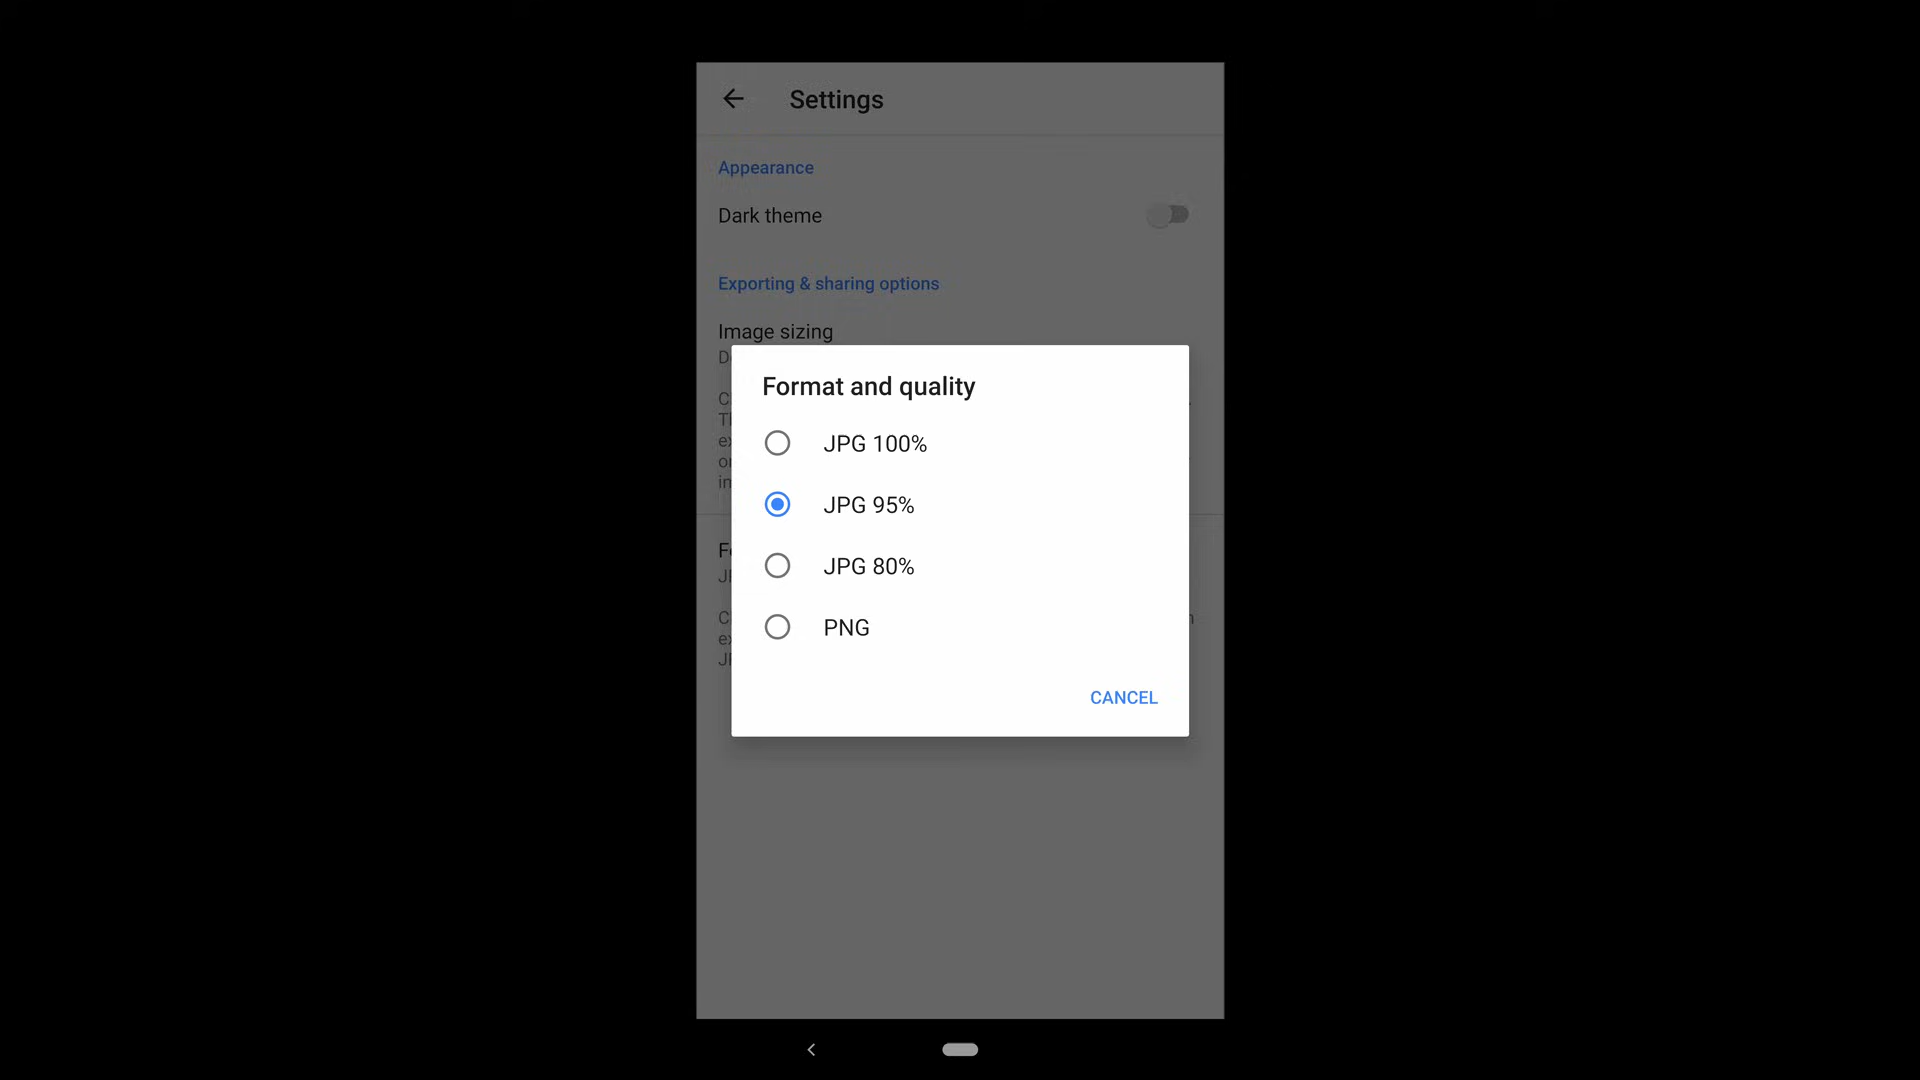 Settings
Appearance
Dark theme
Exporting & sharing options
Image sizing
Format and quality
JPG 100%
JPG 95%
JPG 80%
PNG
CANCEL